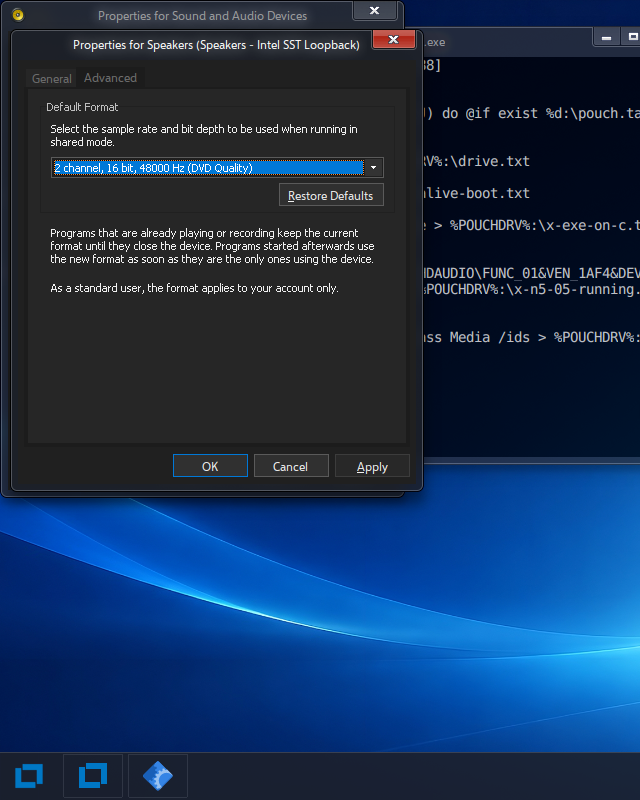 Properties for Sound and Audio Devices
Properties for Speakers (Speakers - Intel SST Loopback)
.exe
General
Advanced
Default Format
Select the sample rate and bit depth to be used when running in
shared mode.
2 channel, 16 bit, 48000 Hz (DVD Quality)
Restore Defaults
Programs that are already playing or recording keep the current
format until they close the device. Programs started afterwards use
the new format as soon as they are the only ones using the device.
As a standard user, the format applies to your account only.
OK
Cancel
Apply
38]
) do @if exist %d:\pouch.ta
RV%:\drive.txt
live-boot.txt
> %POUCHDRV%:\x-exe-on-c.t
HDAUDIO\FUNC_01&VEN_1AF4&DEV
%POUCHDRV%:\x-n5-05-running.
ass Media /ids > %POUCHDRV%: